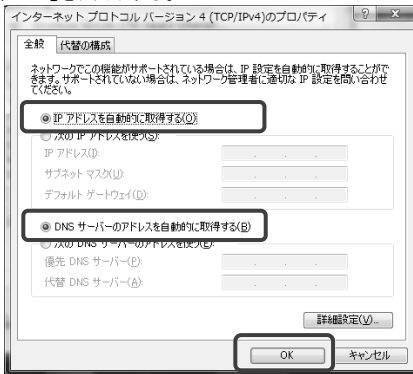 インターネット プロトコル バージョン 4 (TCP/IPv4)のプロパティ
全般 代替の構成
ネットワークでこの機能がサポートされている場合は、IP 設定を自動的に取得することがで
きます。サポートされていない場合は、ネットワーク管理者に適切な IP 設定を問い合わせ
てください。
IP アドレスを自動的に取得する(O)
次の IP アドレスを使う(S):
IP アドレス(I):
サブネット マスク(U):
デフォルト ゲートウェイ(D):
DNS サーバーのアドレスを自動的に取得する(B)
次の DNS サーバーのアドレスを使う(E):
優先 DNS サーバー(P):
代替 DNS サーバー(A):
詳細設定(V)...
OK キャンセル